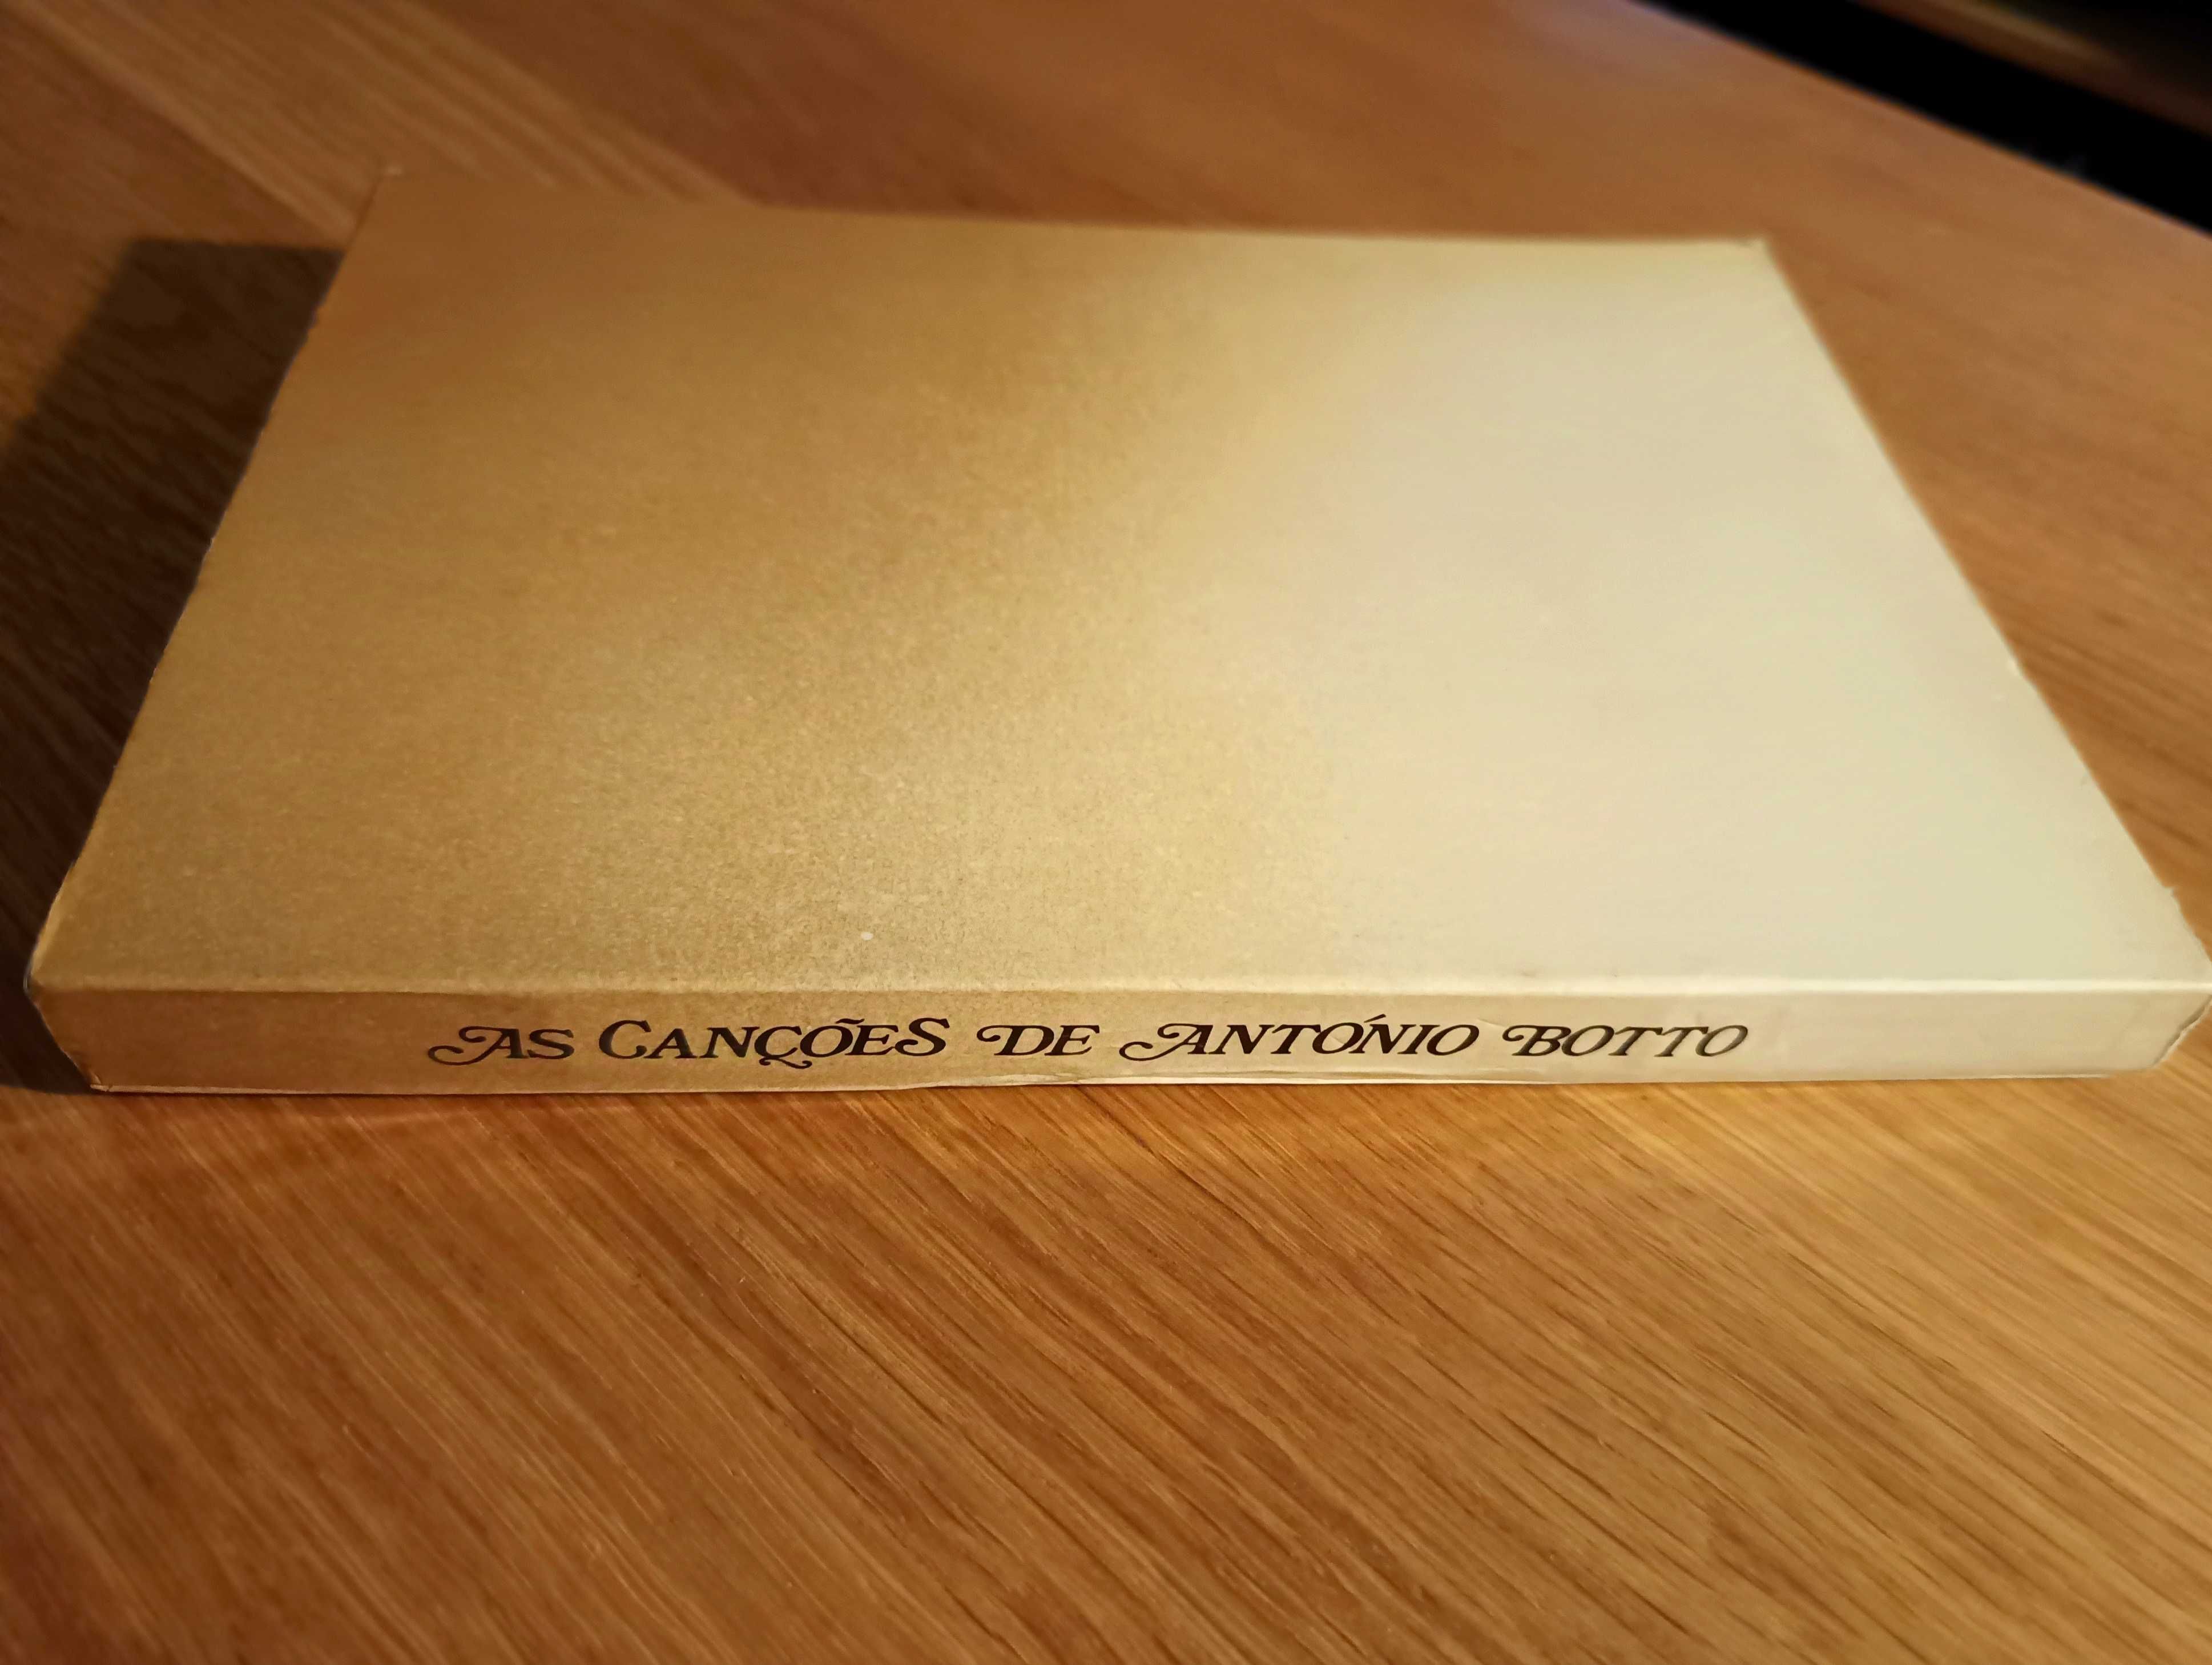 AS CANÇÕES DE ANTÓNIO BOTTO